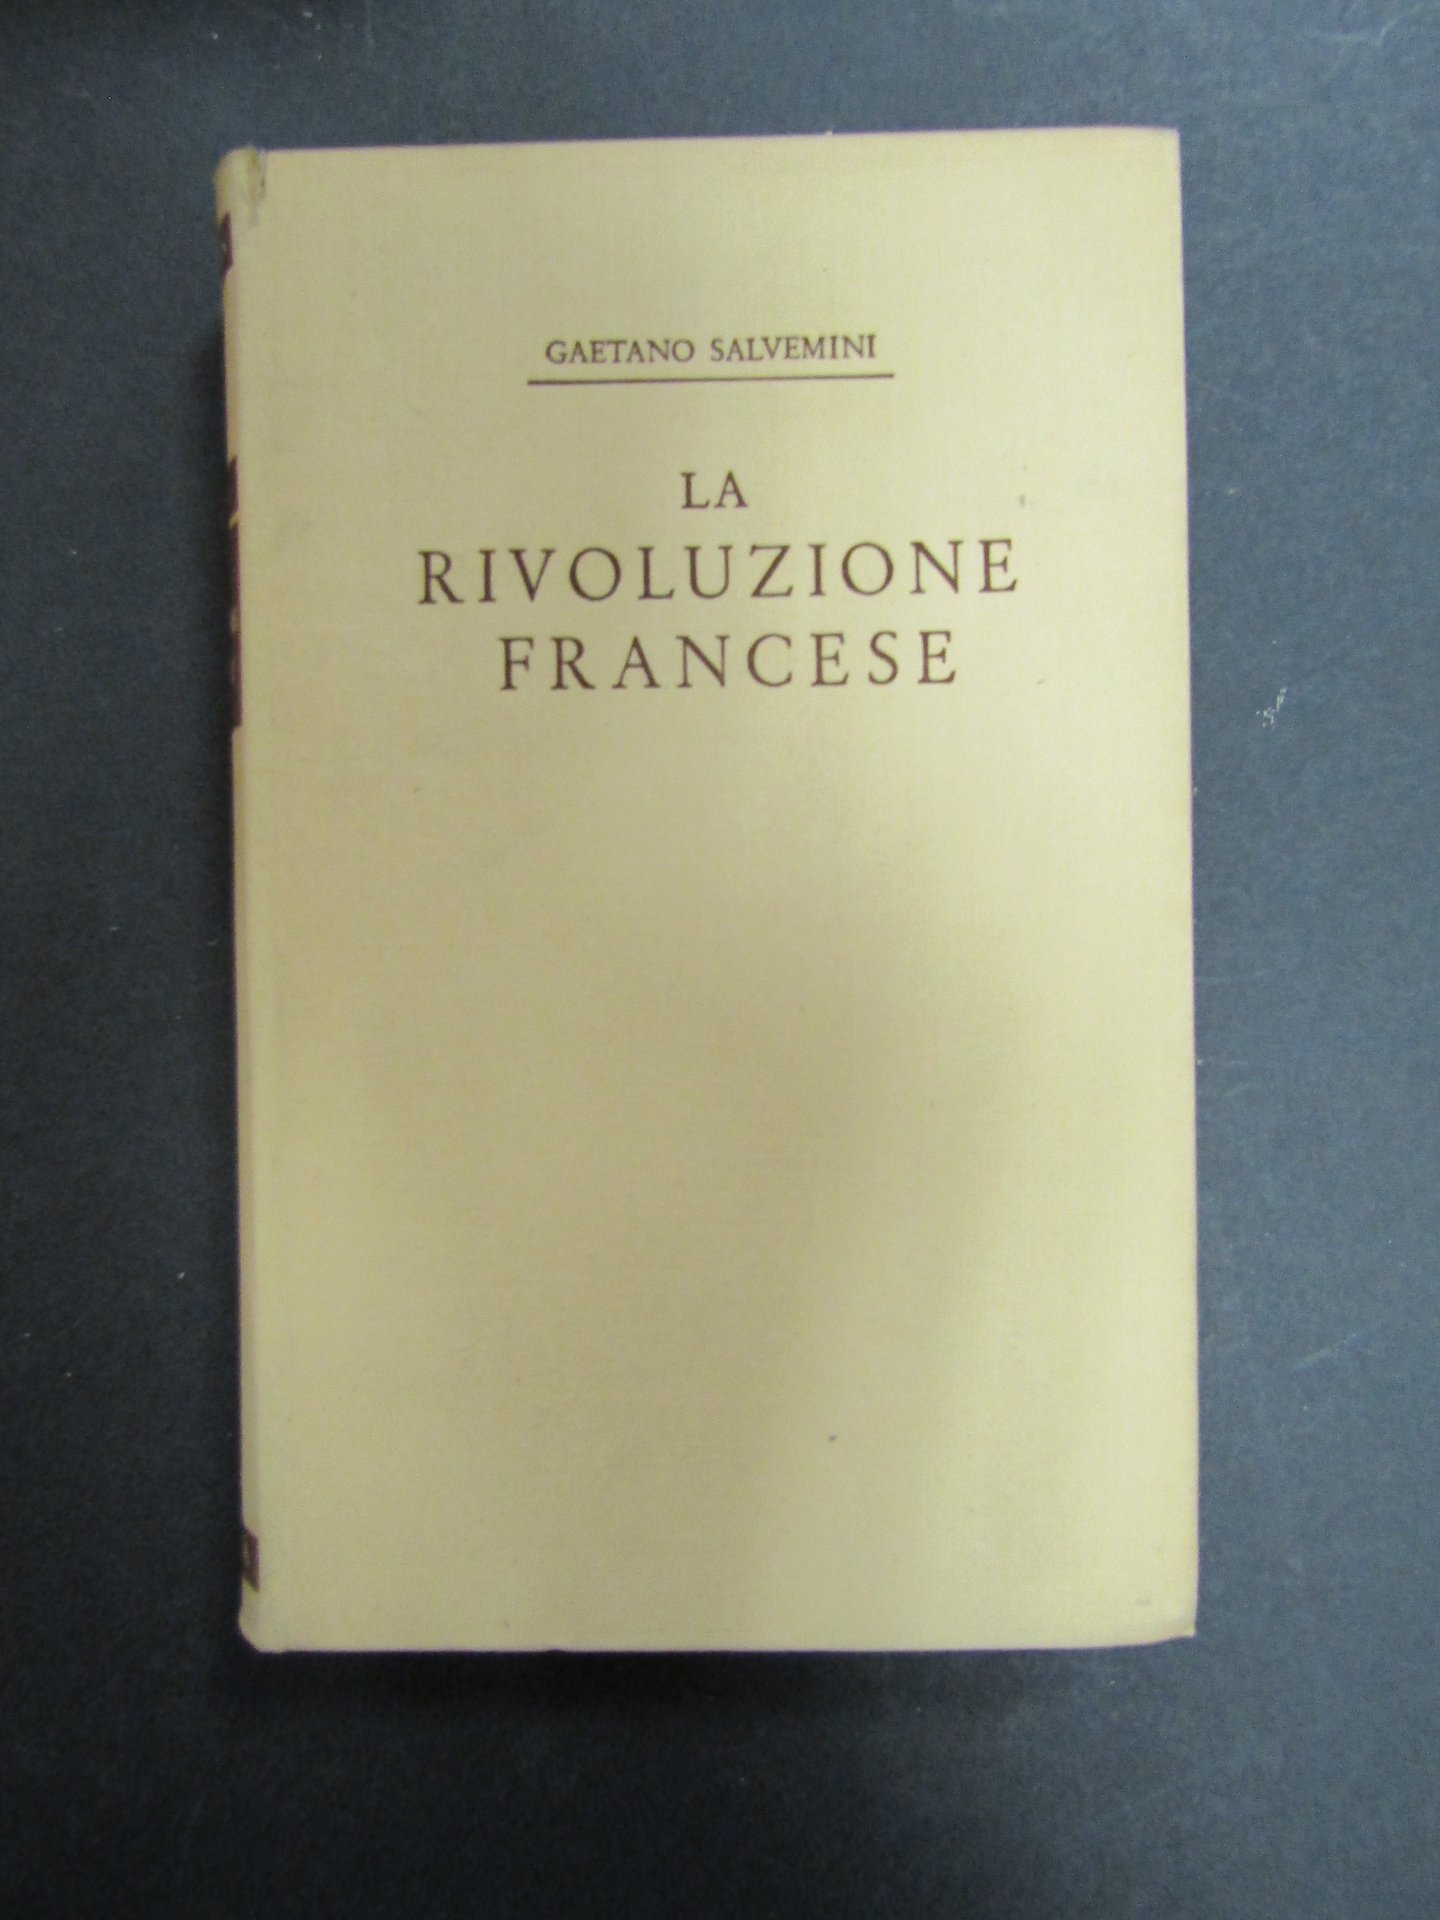 GAETANO SALVEMINI
LA
RIVOLUZIONE
FRANCESE